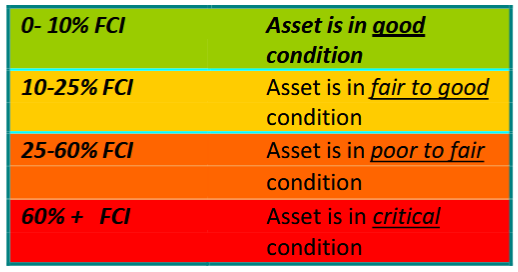 0- 10% FCI Asset is in good
condition
10-25% FCI Asset is in fair to good
condition
25-60% FCI Asset is in poor to fair
condition
60% + FCI Asset is in critical
condition